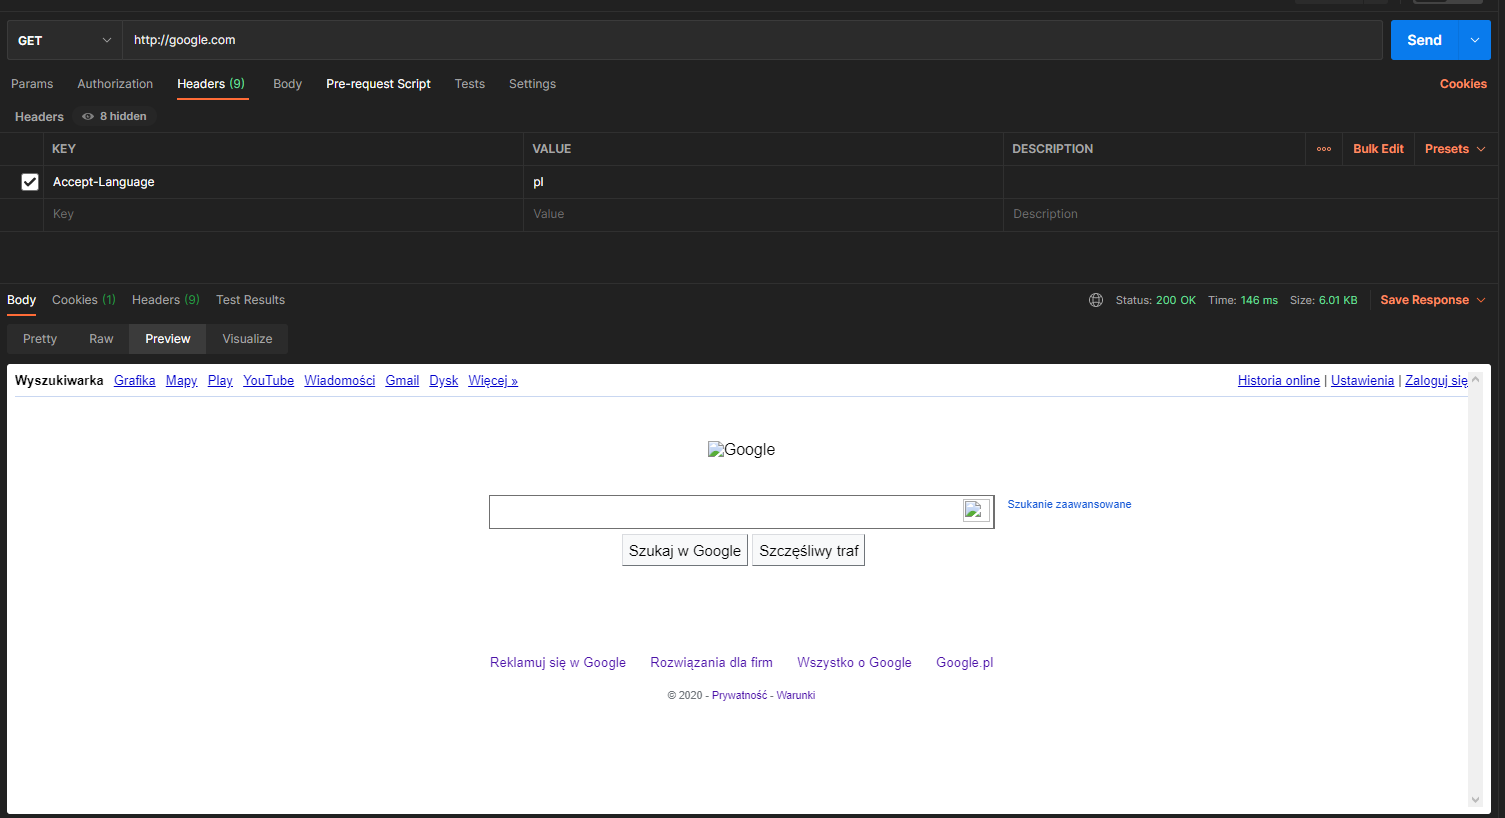 GET http://google.com Send
Params Authorization Headers (9) Body Pre-request Script Tests Settings Cookies
Headers 8 hidden
KEY VALUE DESCRIPTION ooo Bulk Edit Presets
Accept-Language pl
Key Value Description
Body Cookies (1) Headers (9) Test Results Status: 200 OK Time: 146 ms Size: 6.01 KB Save Response
Pretty Raw Preview Visualize
Wyszukiwarka Grafika Mapy Play YouTube Wiadomości Gmail Dysk Więcej » Historia online | Ustawienia | Zaloguj się
Google
Szukanie zaawansowane
Szukaj w Google Szczęśliwy traf
Reklamuj się w Google Rozwiązania dla firm Wszystko o Google Google.pl
© 2020 - Prywatność - Warunki